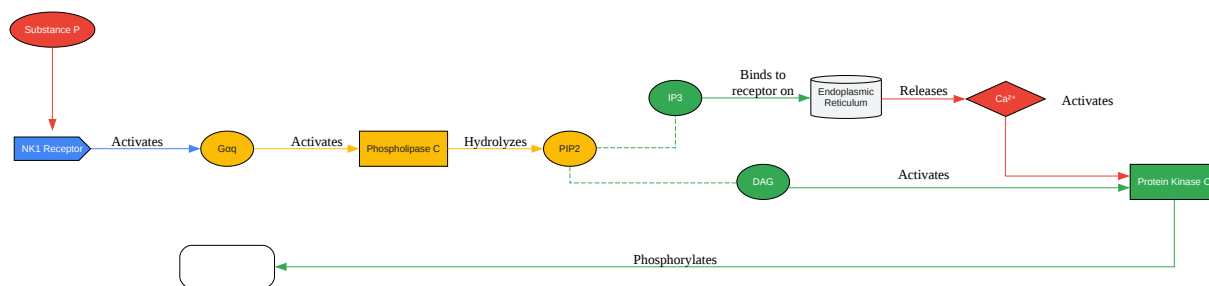 Substance P
NK1 Receptor
Activates
Gαq
Activates
Phospholipase C
Hydrolyzes
PIP2
IP3
Binds to
receptor on
Endoplasmic
Reticulum
Releases
Ca²⁺
Activates
DAG
Activates
Protein Kinase C
Phosphorylates